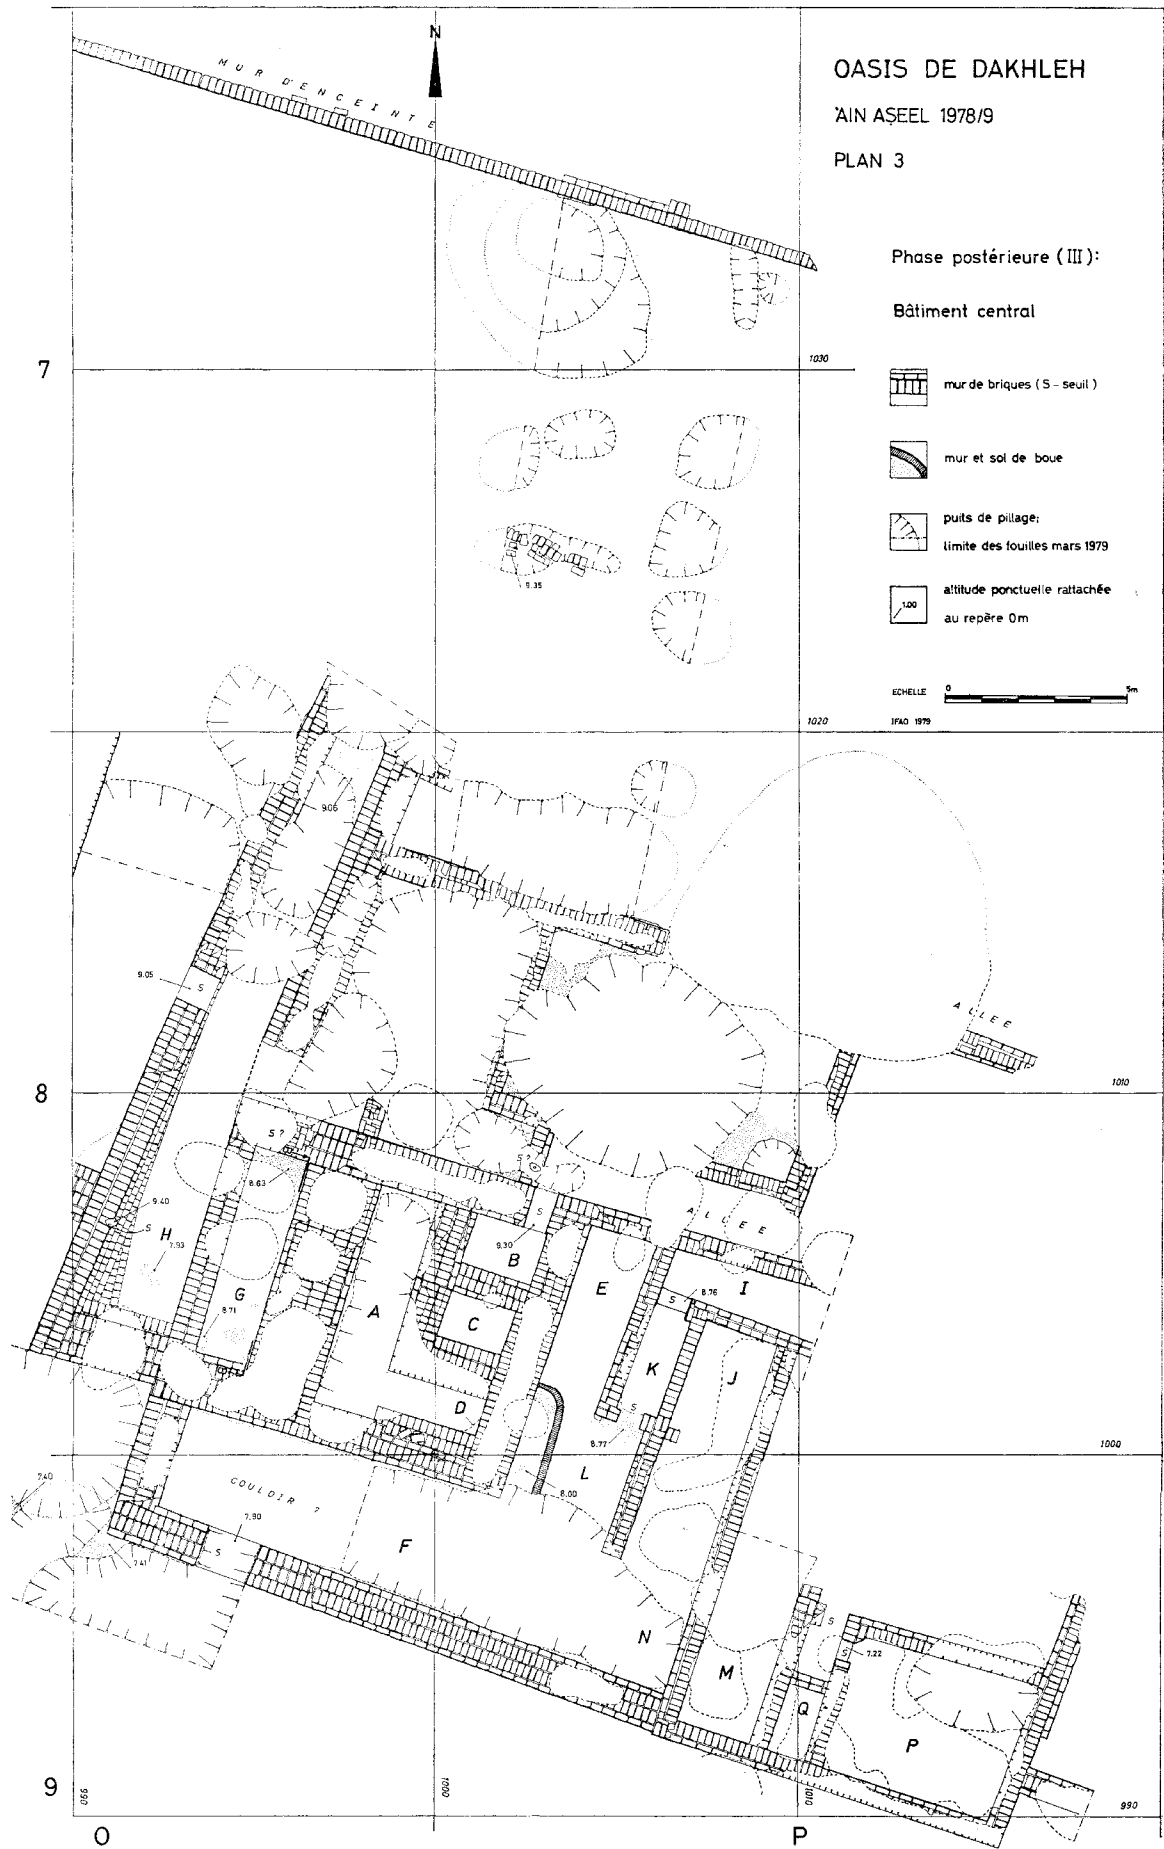 N
MUR D'ENCEINTE
OASIS DE DAKHLEH
'AIN AṢEEL 1978/9
PLAN 3
Phase postérieure (III):
Bâtiment central
mur de briques (S - seuil)
mur et sol de boue
puits de pillage;
limite des fouilles mars 1979
1.00
altitude ponctuelle rattachée
au repère 0m
ECHELLE 0 5m
IFAO 1979
7
1030
9.35
1020
9.06
9.05
S
ALLEE
8
1010
S?
S?
8.63
9.40
S
H
7.93
ALLEE
S
9.30
B
E
I
8.76
S
G
8.71
A
C
K
J
D
S
8.77
1000
L
8.00
7.40
COULOIR ?
7.90
S
7.41
F
N
S
S
7.22
M
Q
P
9
990
1000
1010
990
O
P